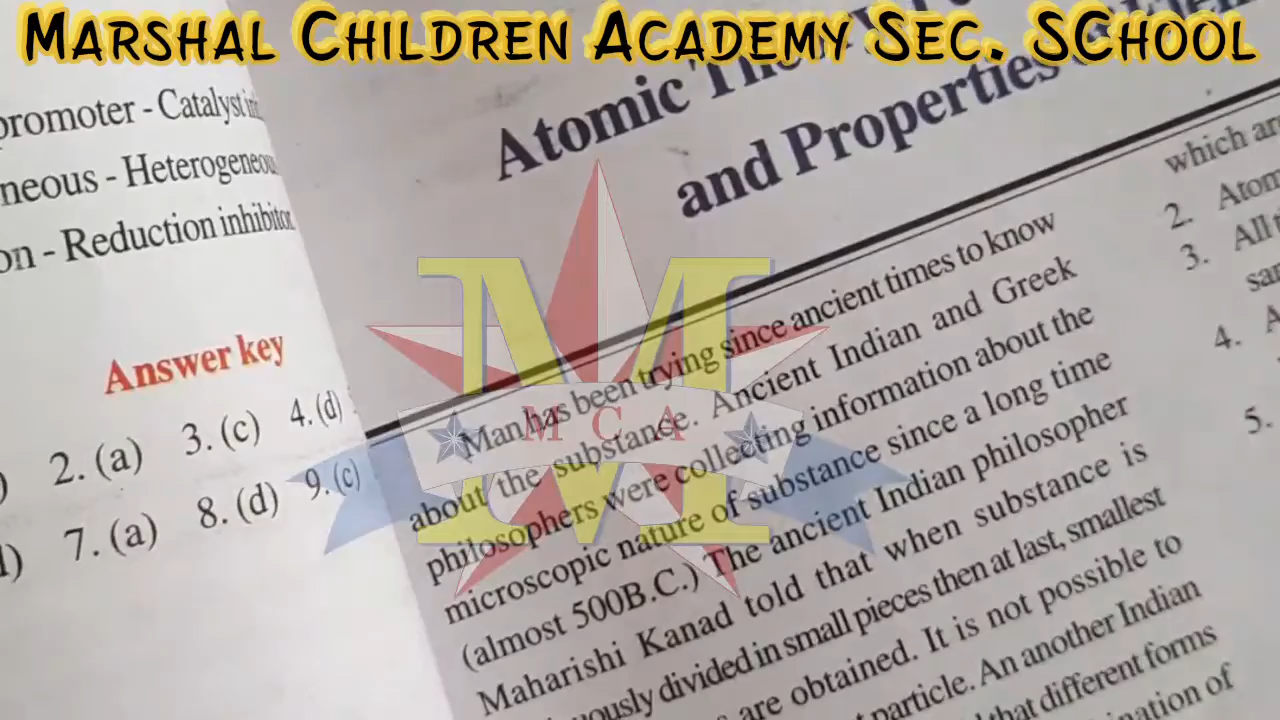 MARSHAL CHILDREN ACADEMY SEC. SCHOOL
promoter - Catalyst
neous - Heterogeneous
on - Reduction inhibitor
Answer key
2. (a) 3. (c) 4. (d)
7. (a) 8. (d) 9. (c)
Atomic
and Properties
Man has been trying since ancient times to know
about the substance. Ancient Indian and Greek
philosophers were collecting information about the
microscopic nature of substance since a long time
(almost 500B.C.) The ancient Indian philosopher
Maharishi Kanad told that when substance is
uously divided in small pieces then at last, smallest
are obtained. It is not possible to
particle. An another Indian
that different forms
nation of
which
2. Atom
3. All
4.
5.
M C A